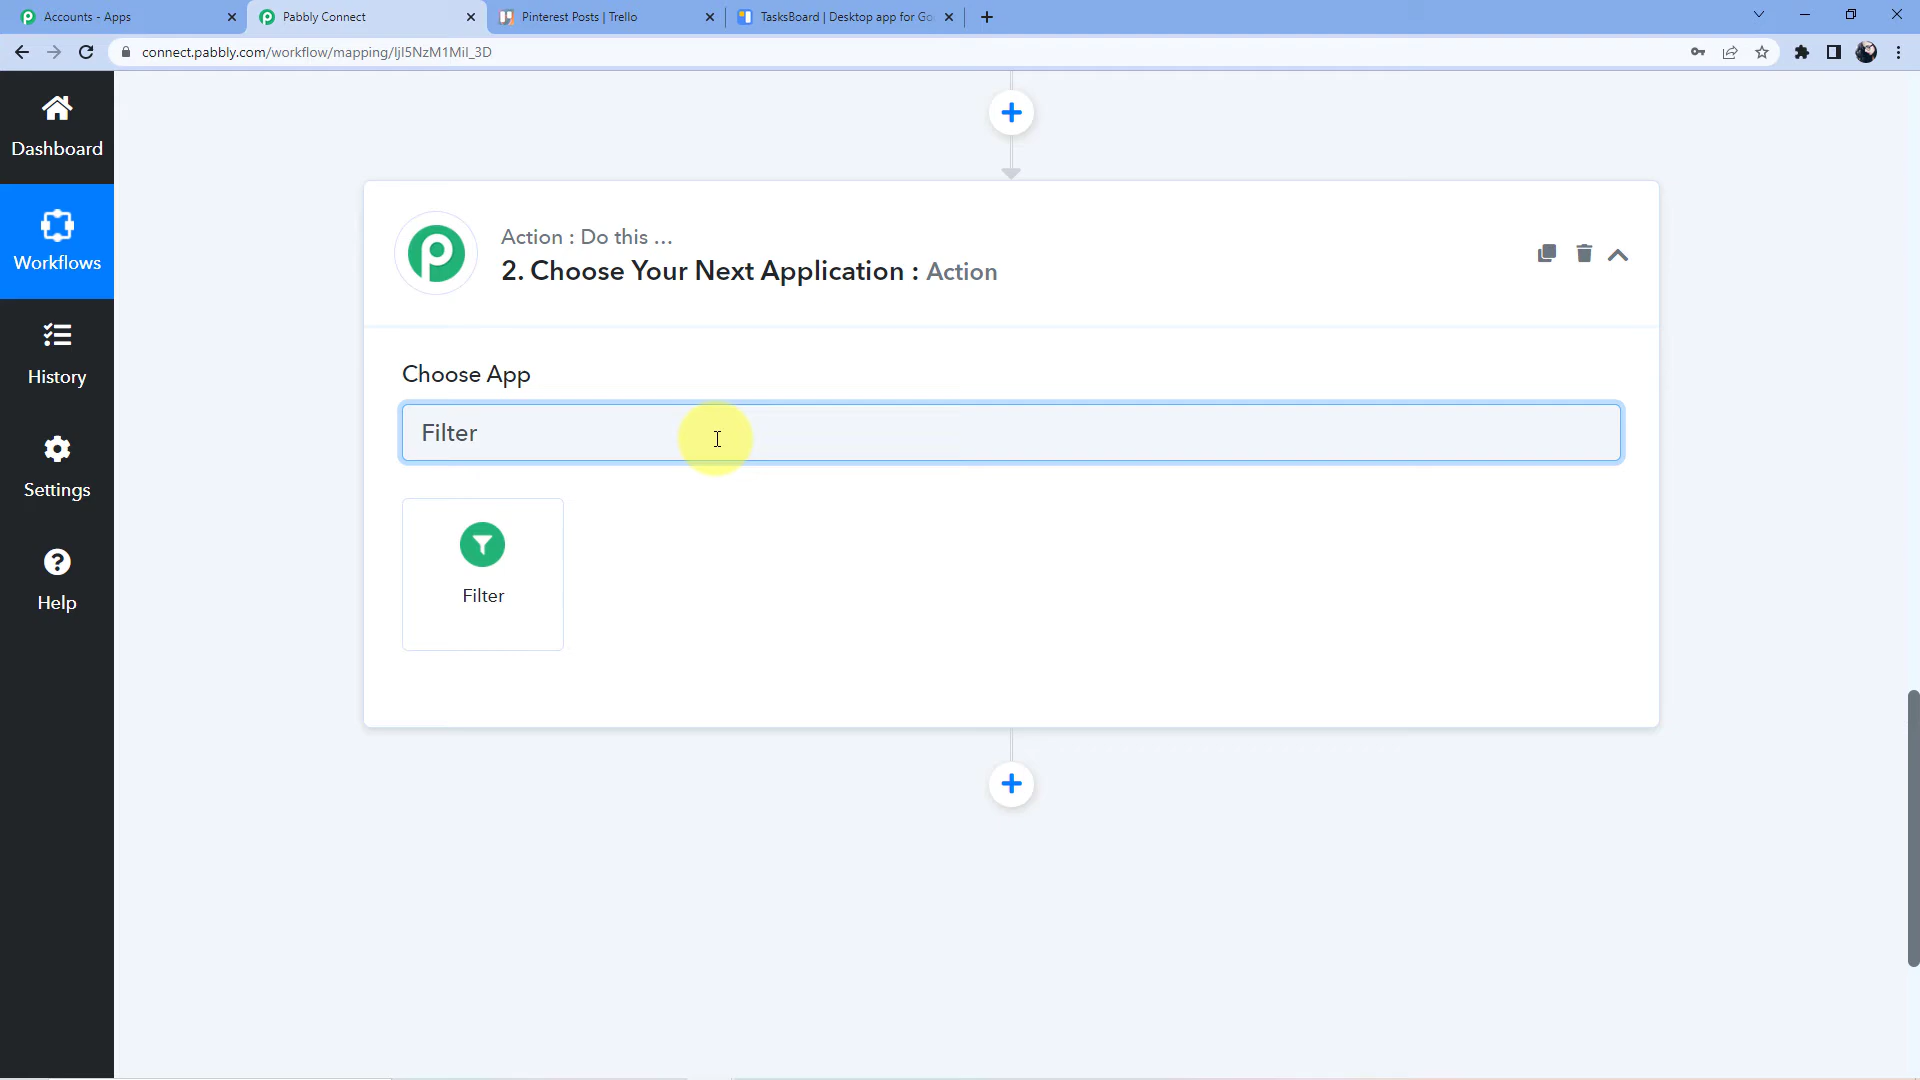 Accounts - Apps
Pabbly Connect
Pinterest Posts | Trello
TasksBoard | Desktop app for Go
connect.pabbly.com/workflow/mapping/IjI5NzM1MiI_3D
Dashboard
Workflows
History
Settings
Help
Action : Do this ...
2. Choose Your Next Application : Action
Choose App
Filter
Filter